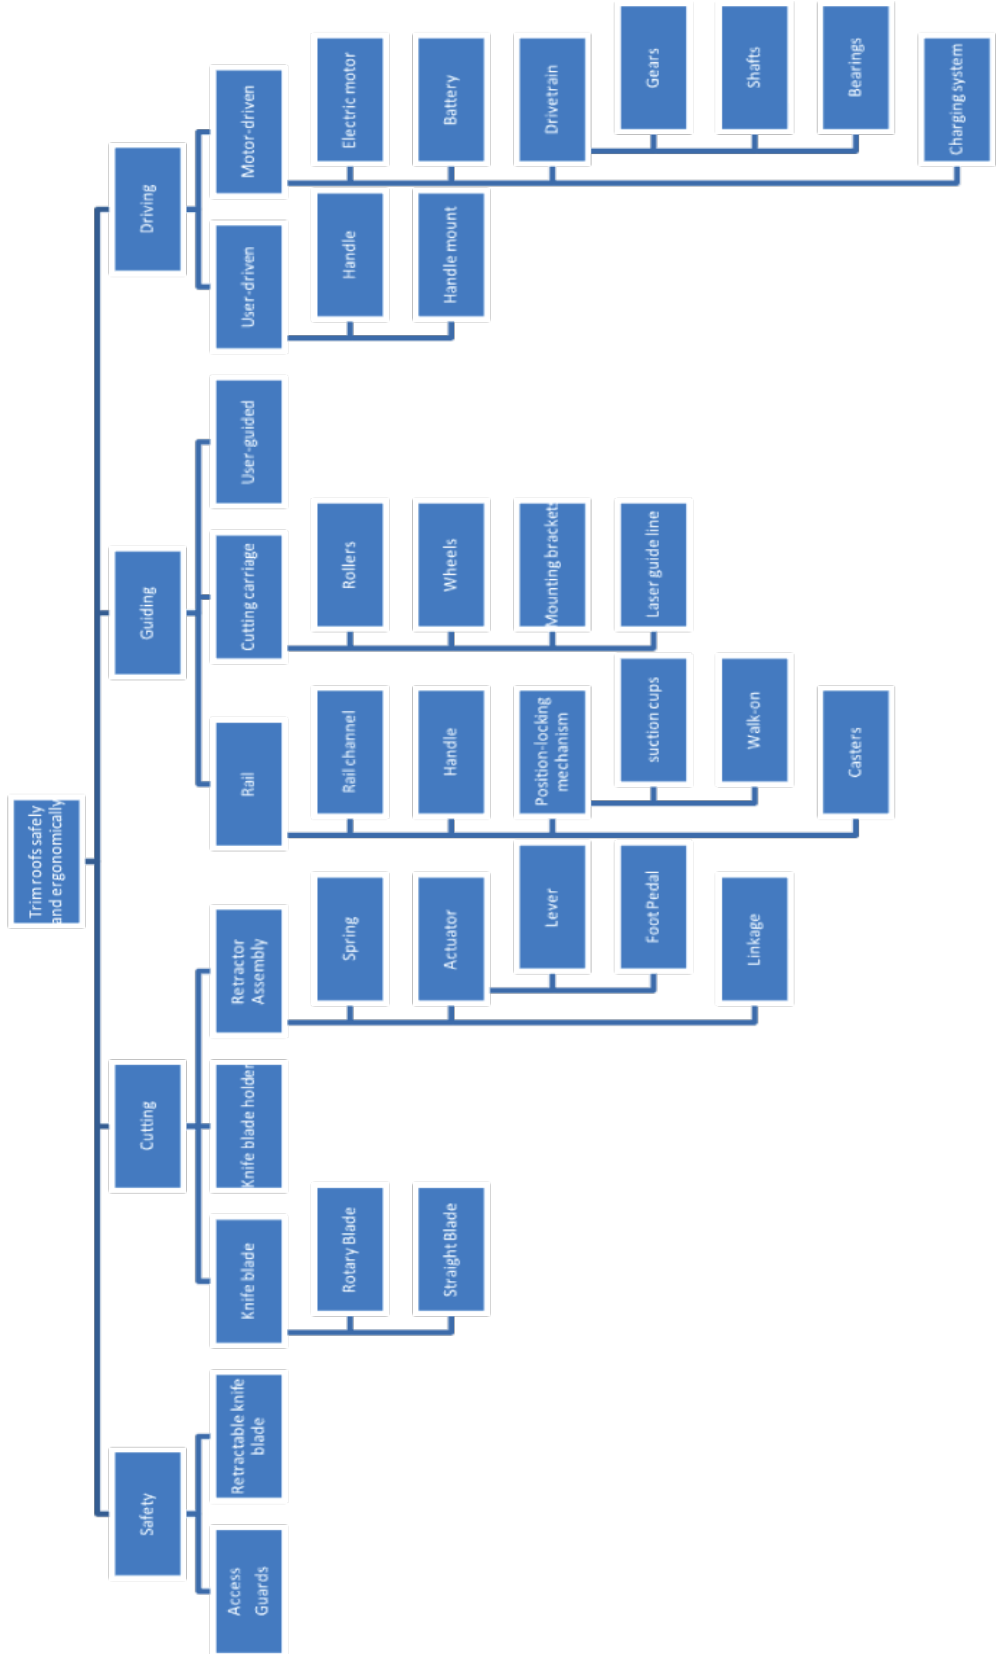 Trim roofs safely
and ergonomically
Safety
Cutting
Guiding
Driving
Access
Guards
Retractable knife
blade
Knife blade
Knife blade holder
Retractor
Assembly
Rail
Cutting carriage
User-guided
User-driven
Motor-driven
Rotary Blade
Straight Blade
Spring
Actuator
Lever
Foot Pedal
Linkage
Rail channel
Handle
Position-locking
mechanism
suction cups
Walk-on
Casters
Rollers
Wheels
Mounting brackets
Laser guide line
Handle
Handle mount
Electric motor
Battery
Drivetrain
Gears
Shafts
Bearings
Charging system